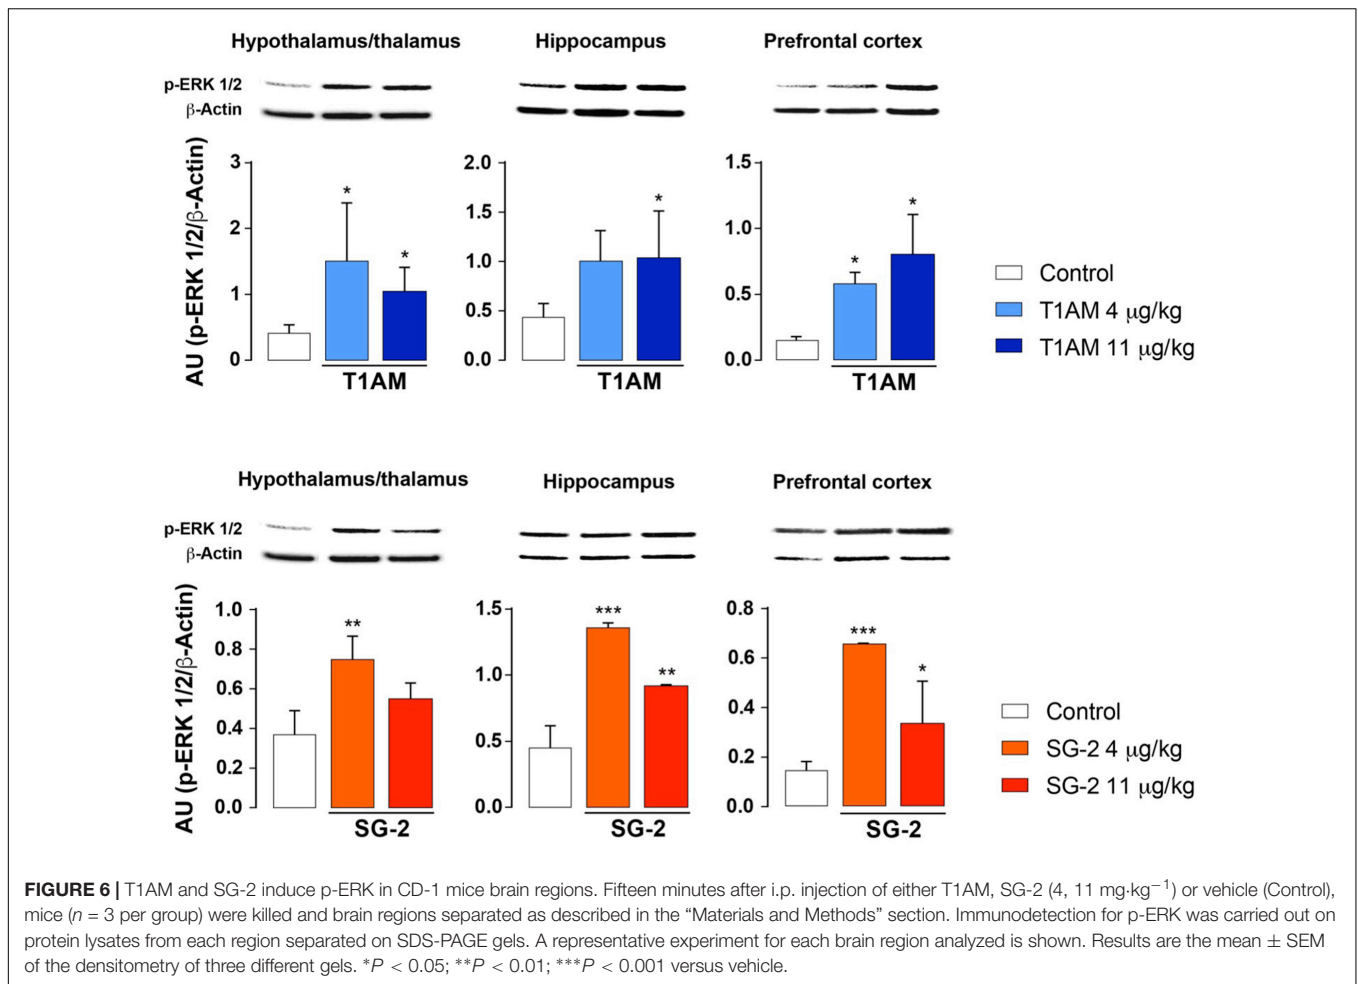 Hypothalamus/thalamus Hippocampus Prefrontal cortex
p-ERK 1/2
β-Actin
AU (p-ERK 1/2/β-Actin)
3
2
1
0
*
*
T1AM
2.0
1.5
1.0
0.5
0.0
*
T1AM
1.5
1.0
0.5
0.0
*
*
T1AM
Control
T1AM 4 μg/kg
T1AM 11 μg/kg
Hypothalamus/thalamus Hippocampus Prefrontal cortex
p-ERK 1/2
β-Actin
AU (p-ERK 1/2/β-Actin)
1.0
0.8
0.6
0.4
0.2
0.0
**
SG-2
1.5
1.0
0.5
0.0
***
**
SG-2
0.8
0.6
0.4
0.2
0.0
***
*
SG-2
Control
SG-2 4 μg/kg
SG-2 11 μg/kg
FIGURE 6 | T1AM and SG-2 induce p-ERK in CD-1 mice brain regions. Fifteen minutes after i.p. injection of either T1AM, SG-2 (4, 11 mg·kg⁻¹) or vehicle (Control),
mice (n = 3 per group) were killed and brain regions separated as described in the “Materials and Methods” section. Immunodetection for p-ERK was carried out on
protein lysates from each region separated on SDS-PAGE gels. A representative experiment for each brain region analyzed is shown. Results are the mean ± SEM
of the densitometry of three different gels. *P < 0.05; **P < 0.01; ***P < 0.001 versus vehicle.